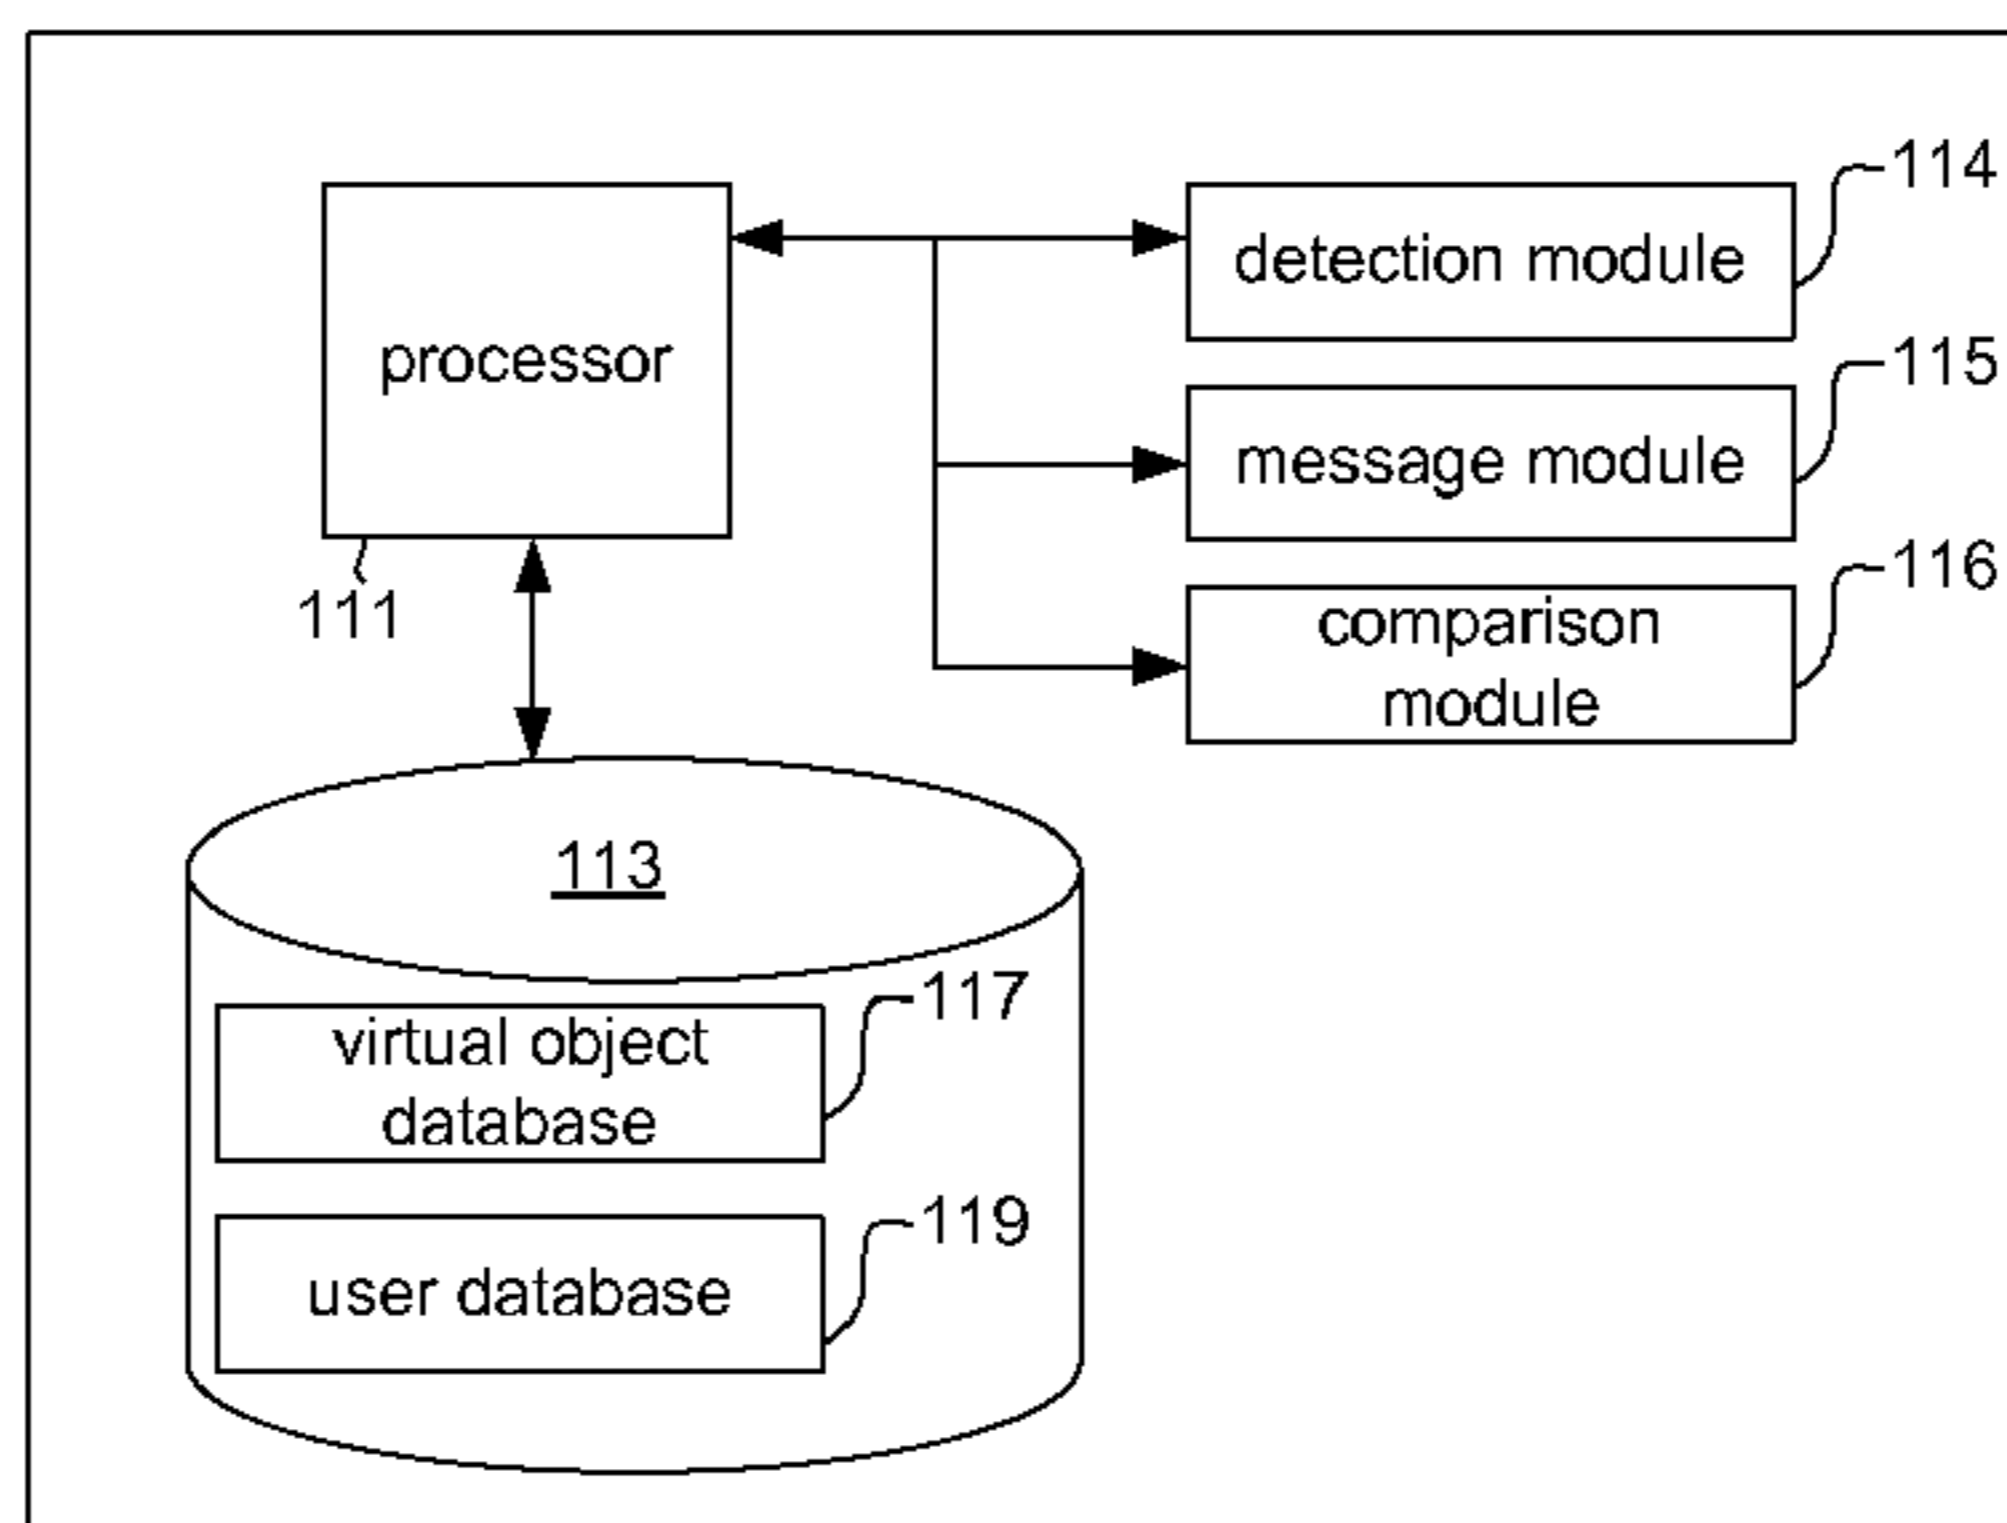 114
detection module
processor
115
message module
111
116
comparison
module
113
117
virtual object
database
119
user database